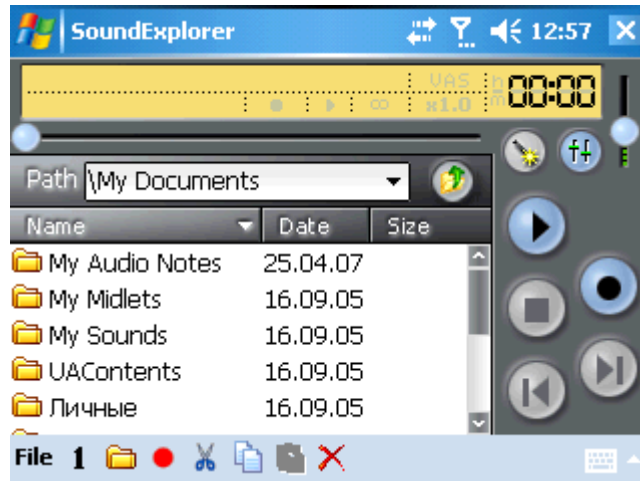 SoundExplorer 12:57
VAS
x1.0
h
m
00:00
Path \My Documents
Name Date Size
My Audio Notes 25.04.07
My Midlets 16.09.05
My Sounds 16.09.05
UAContents 16.09.05
Личные 16.09.05
File 1